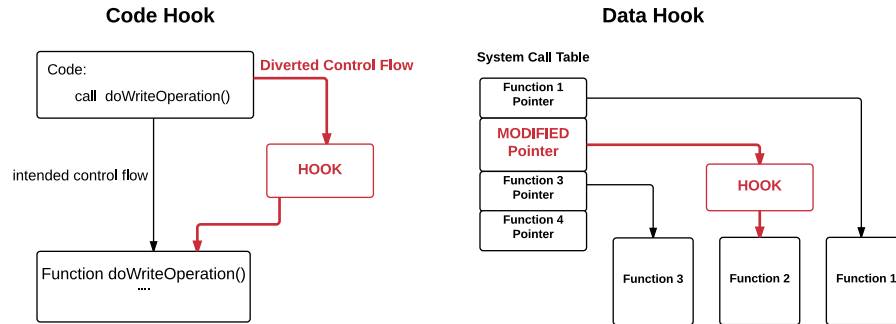 Code Hook
Code:
call doWriteOperation()
Diverted Control Flow
intended control flow
HOOK
Function doWriteOperation()
....
Data Hook
System Call Table
Function 1
Pointer
MODIFIED
Pointer
Function 3
Pointer
Function 4
Pointer
HOOK
Function 3
Function 2
Function 1